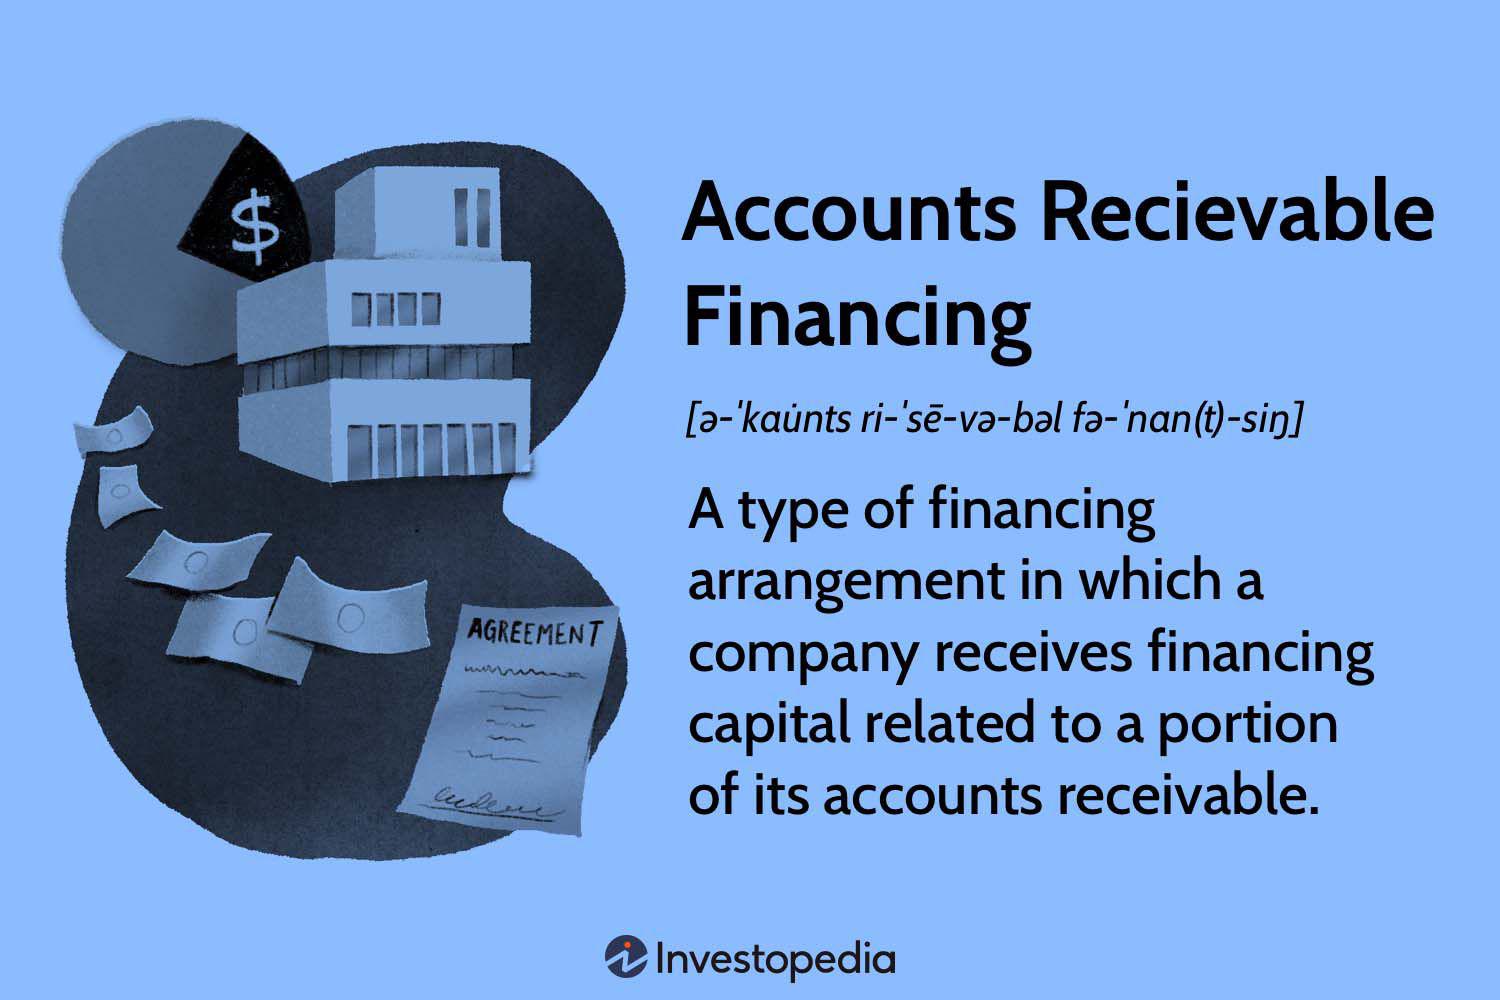 $
Accounts Recievable
Financing
[ə-ˈkau̇nts ri-ˈsē-və-bəl fə-ˈnan(t)-siŋ]
A type of financing
arrangement in which a
company receives financing
capital related to a portion
of its accounts receivable.
AGREEMENT
Investopedia